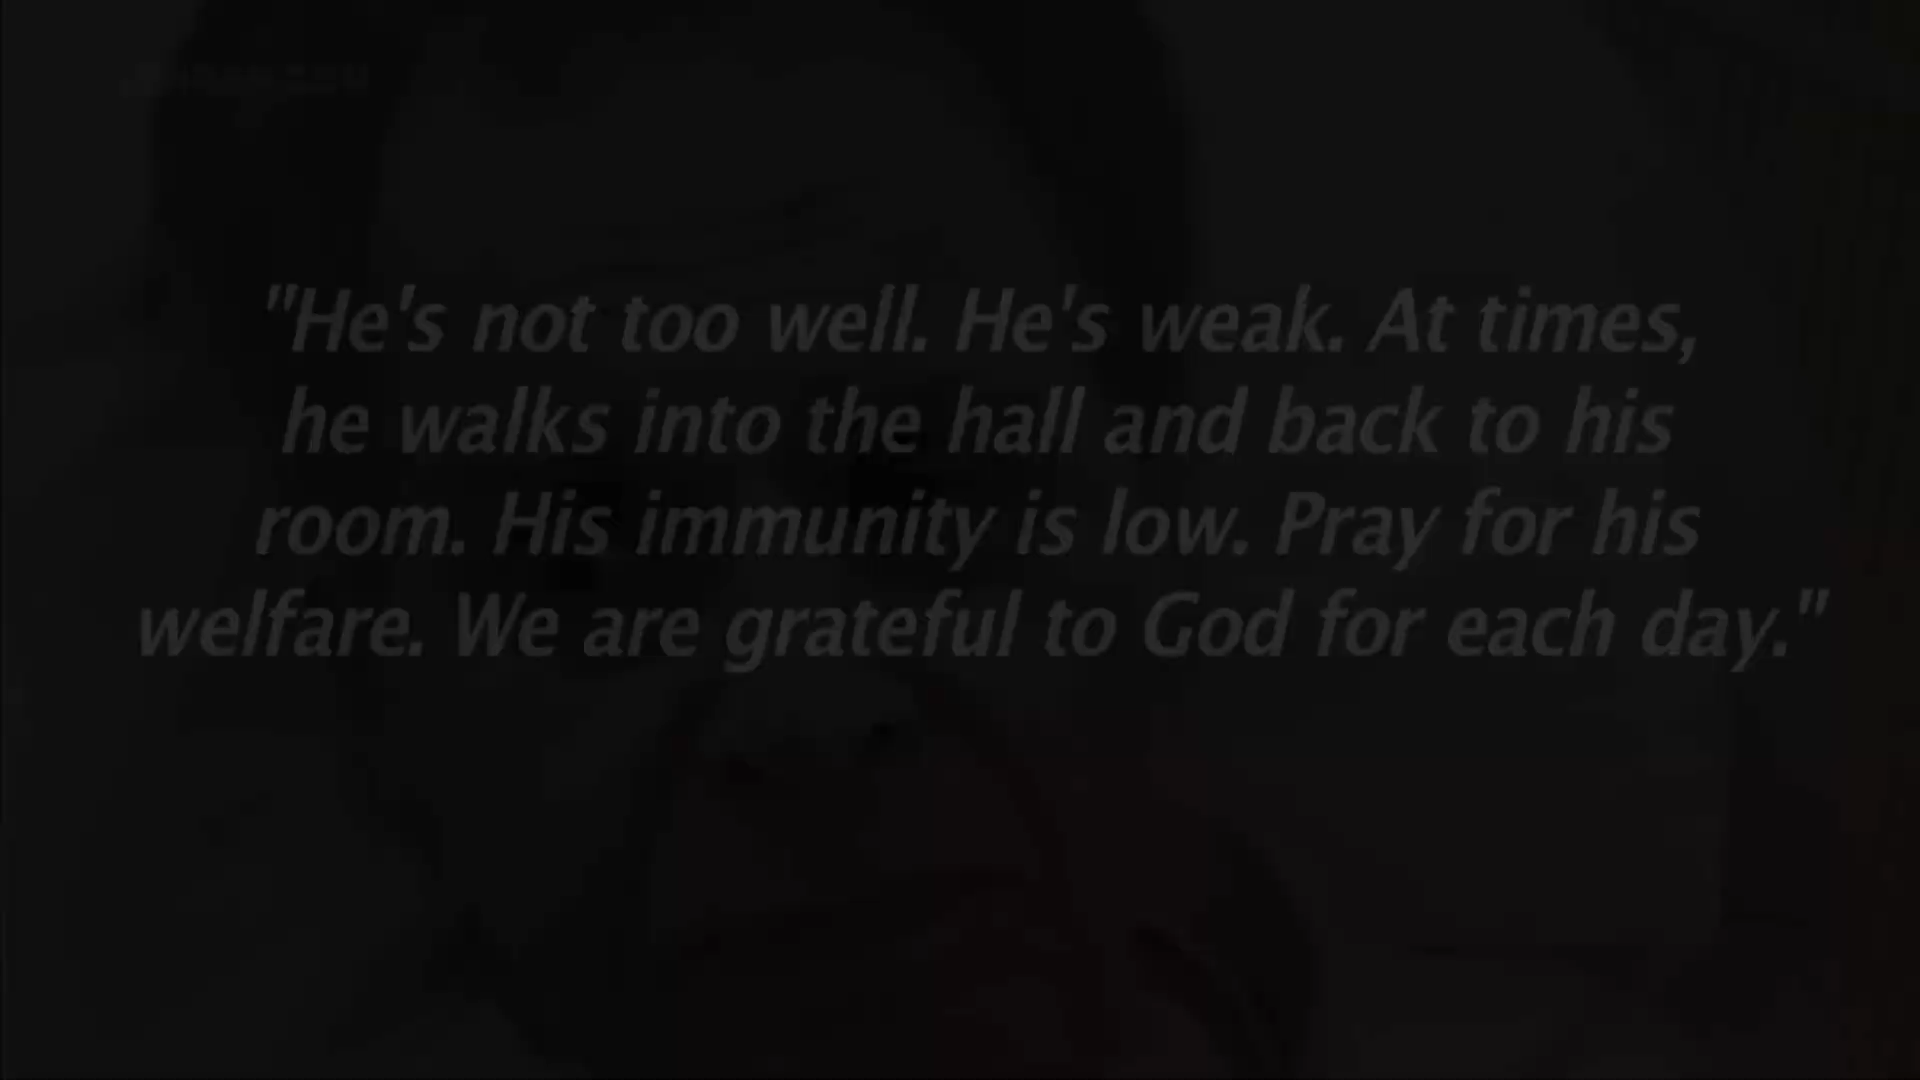 "He's not too well. He's weak. At times,
he walks into the hall and back to his
room. His immunity is low. Pray for his
welfare. We are grateful to God for each day."